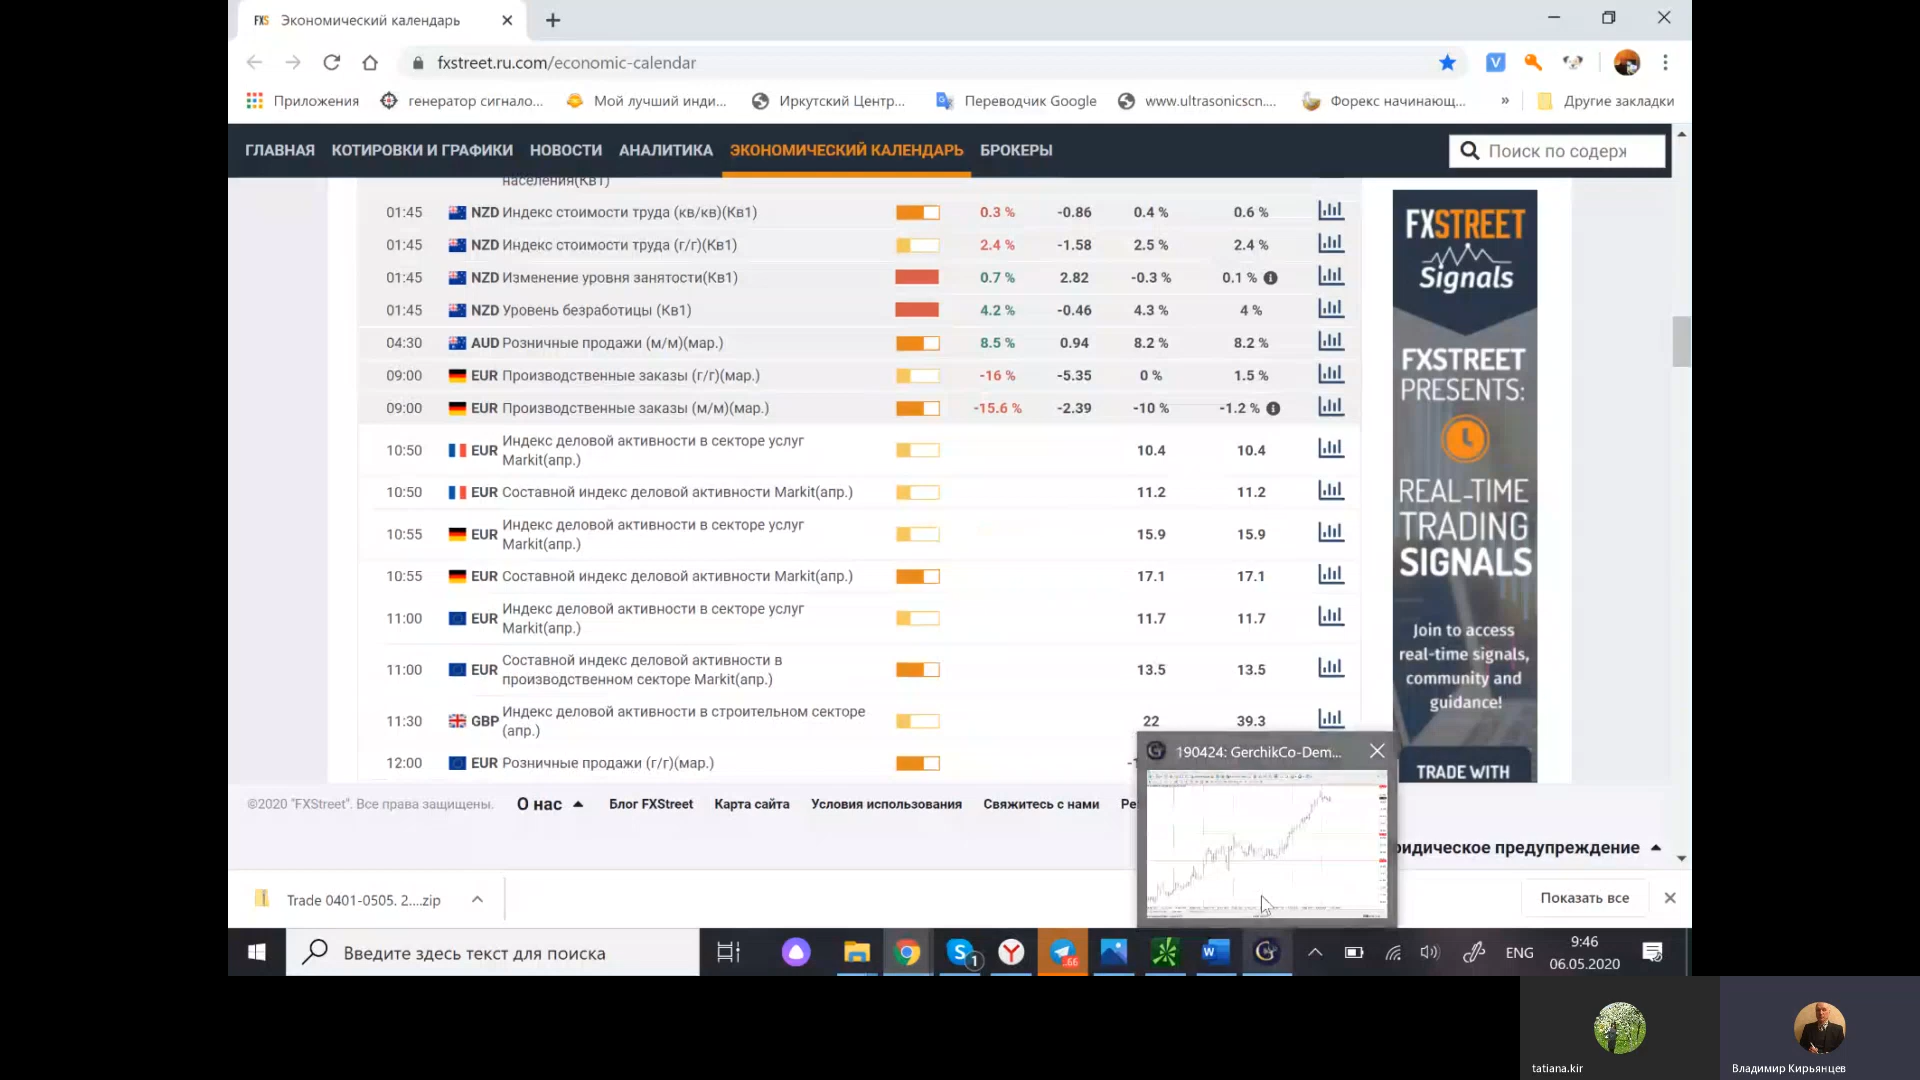 FXS Экономический календарь
fxstreet.ru.com/economic-calendar
Приложения генератор сигнало... Мой лучший инди... Иркутский Центр... Переводчик Google www.ultrasonicscn.... Форекс начинающ... » Другие закладки
ГЛАВНАЯ КОТИРОВКИ И ГРАФИКИ НОВОСТИ АНАЛИТИКА ЭКОНОМИЧЕСКИЙ КАЛЕНДАРЬ БРОКЕРЫ Поиск по содерж
населения(Кв1)
01:45 NZD Индекс стоимости труда (кв/кв)(Кв1) 0.3 % -0.86 0.4 % 0.6 %
01:45 NZD Индекс стоимости труда (г/г)(Кв1) 2.4 % -1.58 2.5 % 2.4 %
01:45 NZD Изменение уровня занятости(Кв1) 0.7 % 2.82 -0.3 % 0.1 %
01:45 NZD Уровень безработицы (Кв1) 4.2 % -0.46 4.3 % 4 %
04:30 AUD Розничные продажи (м/м)(мар.) 8.5 % 0.94 8.2 % 8.2 %
09:00 EUR Производственные заказы (г/г)(мар.) -16 % -5.35 0 % 1.5 %
09:00 EUR Производственные заказы (м/м)(мар.) -15.6 % -2.39 -10 % -1.2 %
10:50 EUR Индекс деловой активности в секторе услуг
Markit(апр.) 10.4 10.4
10:50 EUR Составной индекс деловой активности Markit(апр.) 11.2 11.2
10:55 EUR Индекс деловой активности в секторе услуг
Markit(апр.) 15.9 15.9
10:55 EUR Составной индекс деловой активности Markit(апр.) 17.1 17.1
11:00 EUR Индекс деловой активности в секторе услуг
Markit(апр.) 11.7 11.7
11:00 EUR Составной индекс деловой активности в
производственном секторе Markit(апр.) 13.5 13.5
11:30 GBP Индекс деловой активности в строительном секторе
(апр.) 22 39.3
12:00 EUR Розничные продажи (г/г)(мар.) -1
FXSTREET
Signals
FXSTREET
PRESENTS:
REAL-TIME
TRADING
SIGNALS
Join to access
real-time signals,
community and
guidance!
TRADE WITH
190424: GerchikCo-Dem...
©2020 "FXStreet". Все права защищены. О нас Блог FXStreet Карта сайта Условия использования Свяжитесь с нами Ре
ридическое предупреждение
Trade 0401-0505. 2....zip Показать все
Введите здесь текст для поиска
1
66
ENG
9:46
06.05.2020
tatiana.kir
Владимир Кирьянцев